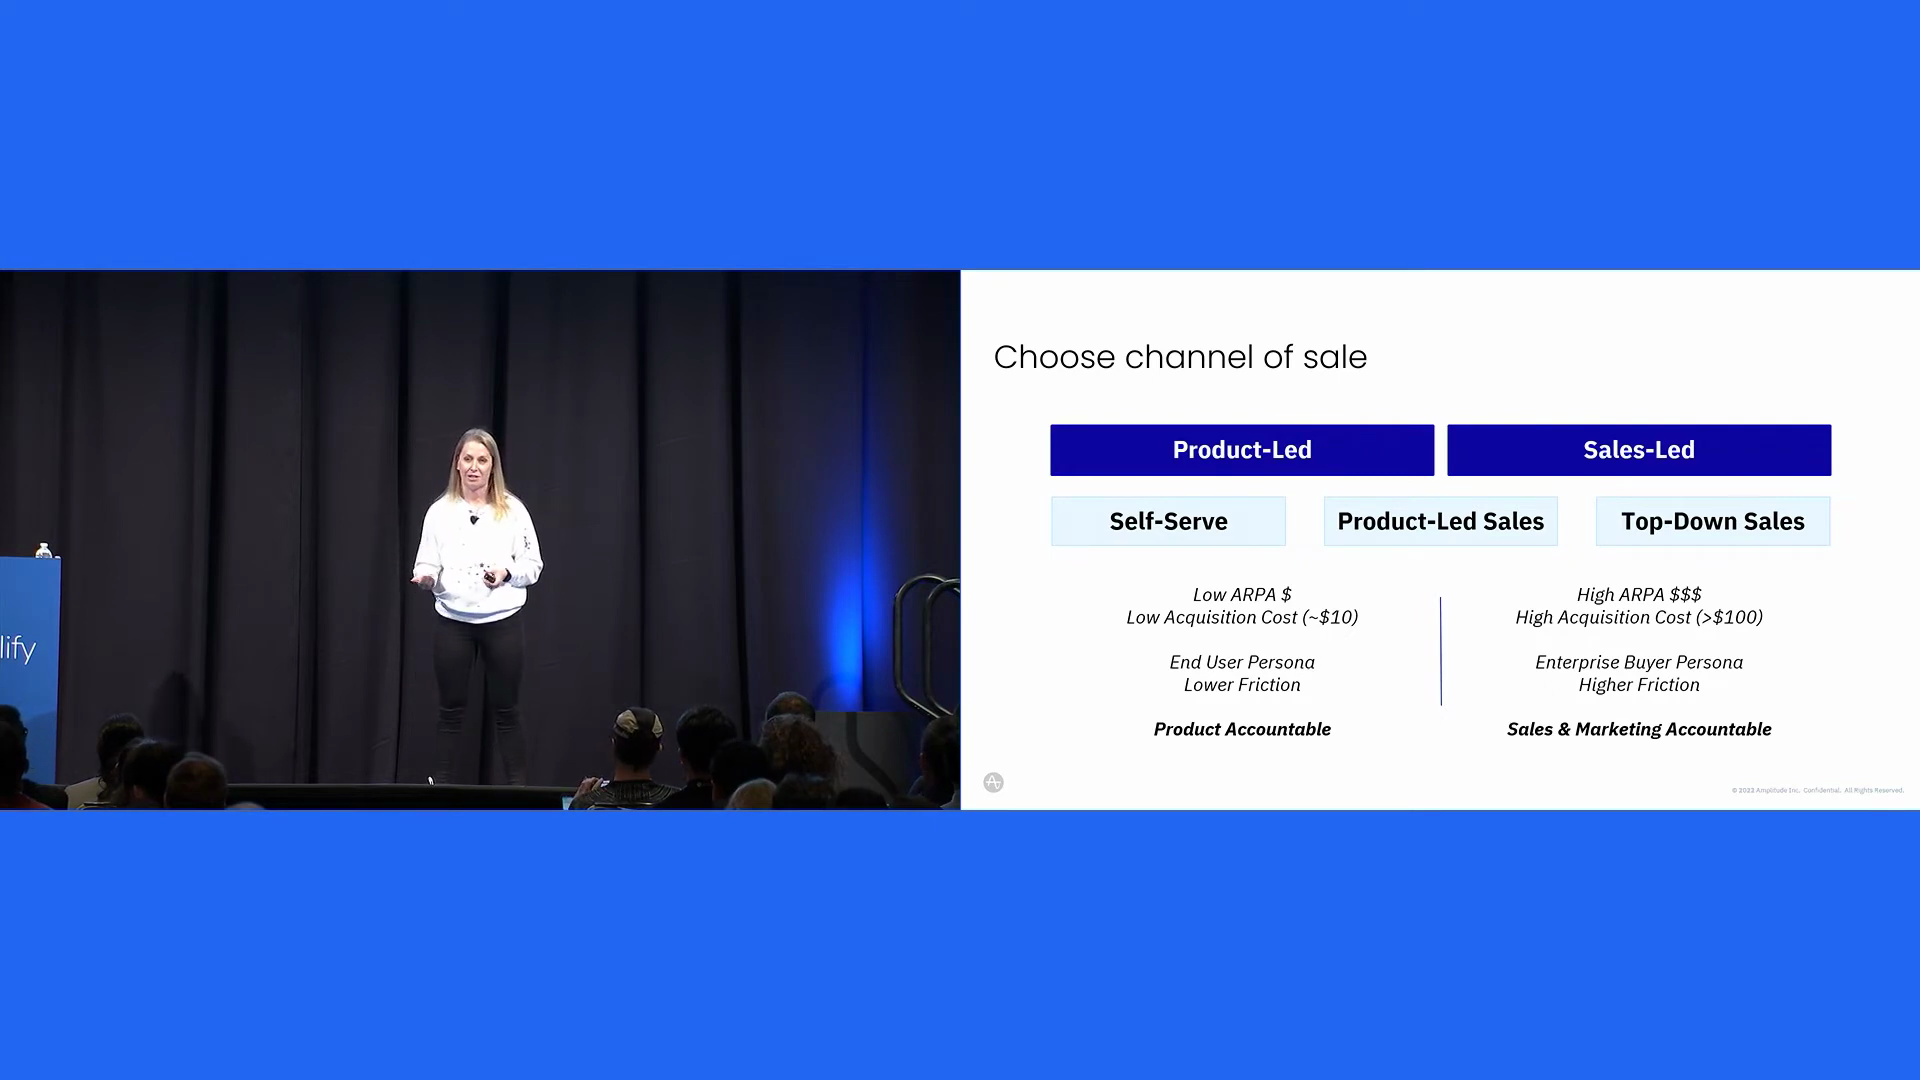 lify
Choose channel of sale
Product-Led
Sales-Led
Self-Serve
Product-Led Sales
Top-Down Sales
Low ARPA $
Low Acquisition Cost (~$10)
End User Persona
Lower Friction
Product Accountable
High ARPA $$$
High Acquisition Cost (>$100)
Enterprise Buyer Persona
Higher Friction
Sales & Marketing Accountable
© 2022 Amplitude Inc. Confidential. All Rights Reserved.